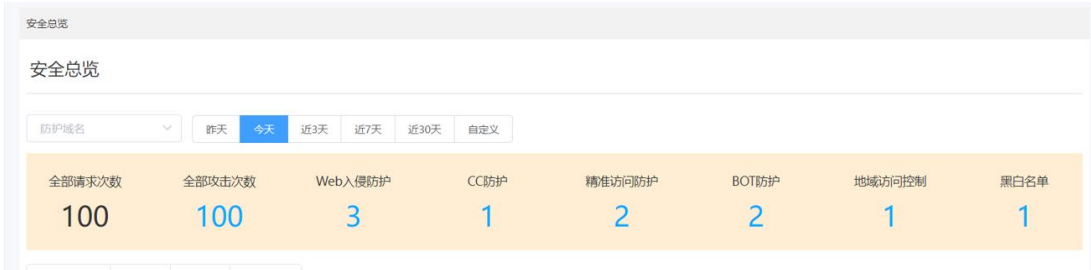 安全总览
安全总览
防护域名 昨天 今天 近3天 近7天 近30天 自定义
全部请求次数 全部攻击次数 Web入侵防护 CC防护 精准访问防护 BOT防护 地域访问控制 黑白名单
100 100 3 1 2 2 1 1